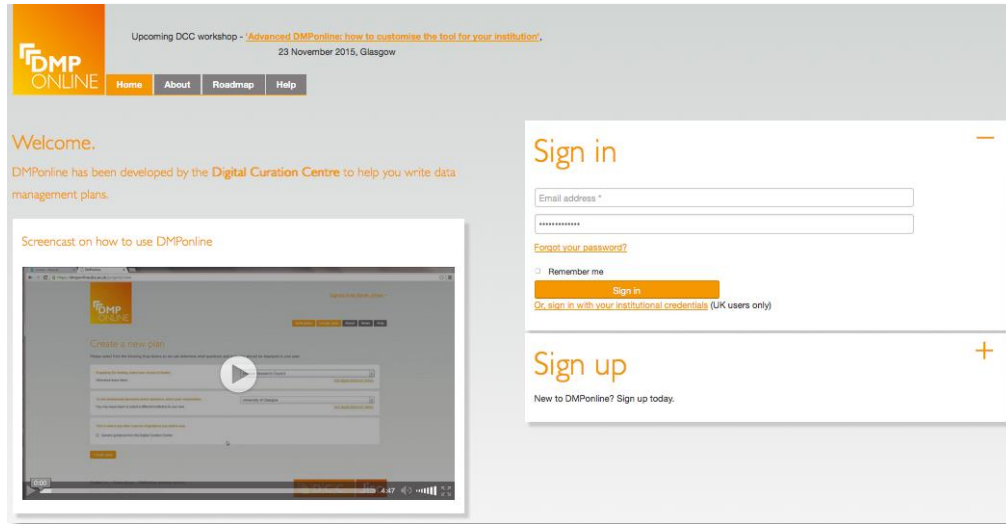 Upcoming DCC workshop - 'Advanced DMPonline: how to customise the tool for your institution',
23 November 2015, Glasgow
DMP
ONLINE
Home About Roadmap Help
Welcome.
DMPonline has been developed by the Digital Curation Centre to help you write data
management plans.
Screencast on how to use DMPonline
DMP
ONLINE
Create a new plan
0:00
4:47
Sign in
Email address *
Forgot your password?
Remember me
Sign in
Or, sign in with your institutional credentials (UK users only)
Sign up
New to DMPonline? Sign up today.